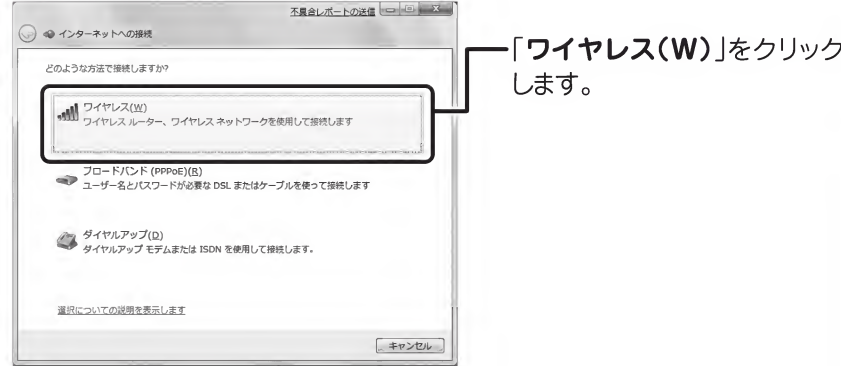 不具合レポートの送信
インターネットへの接続
どのような方法で接続しますか?
ワイヤレス(W)
ワイヤレス ルーター、ワイヤレス ネットワークを使用して接続します
ブロードバンド (PPPoE)(R)
ユーザー名とパスワードが必要な DSL またはケーブルを使って接続します
ダイヤルアップ(D)
ダイヤルアップ モデムまたは ISDN を使用して接続します。
選択についての説明を表示します
キャンセル
「ワイヤレス(W)」をクリック
します。